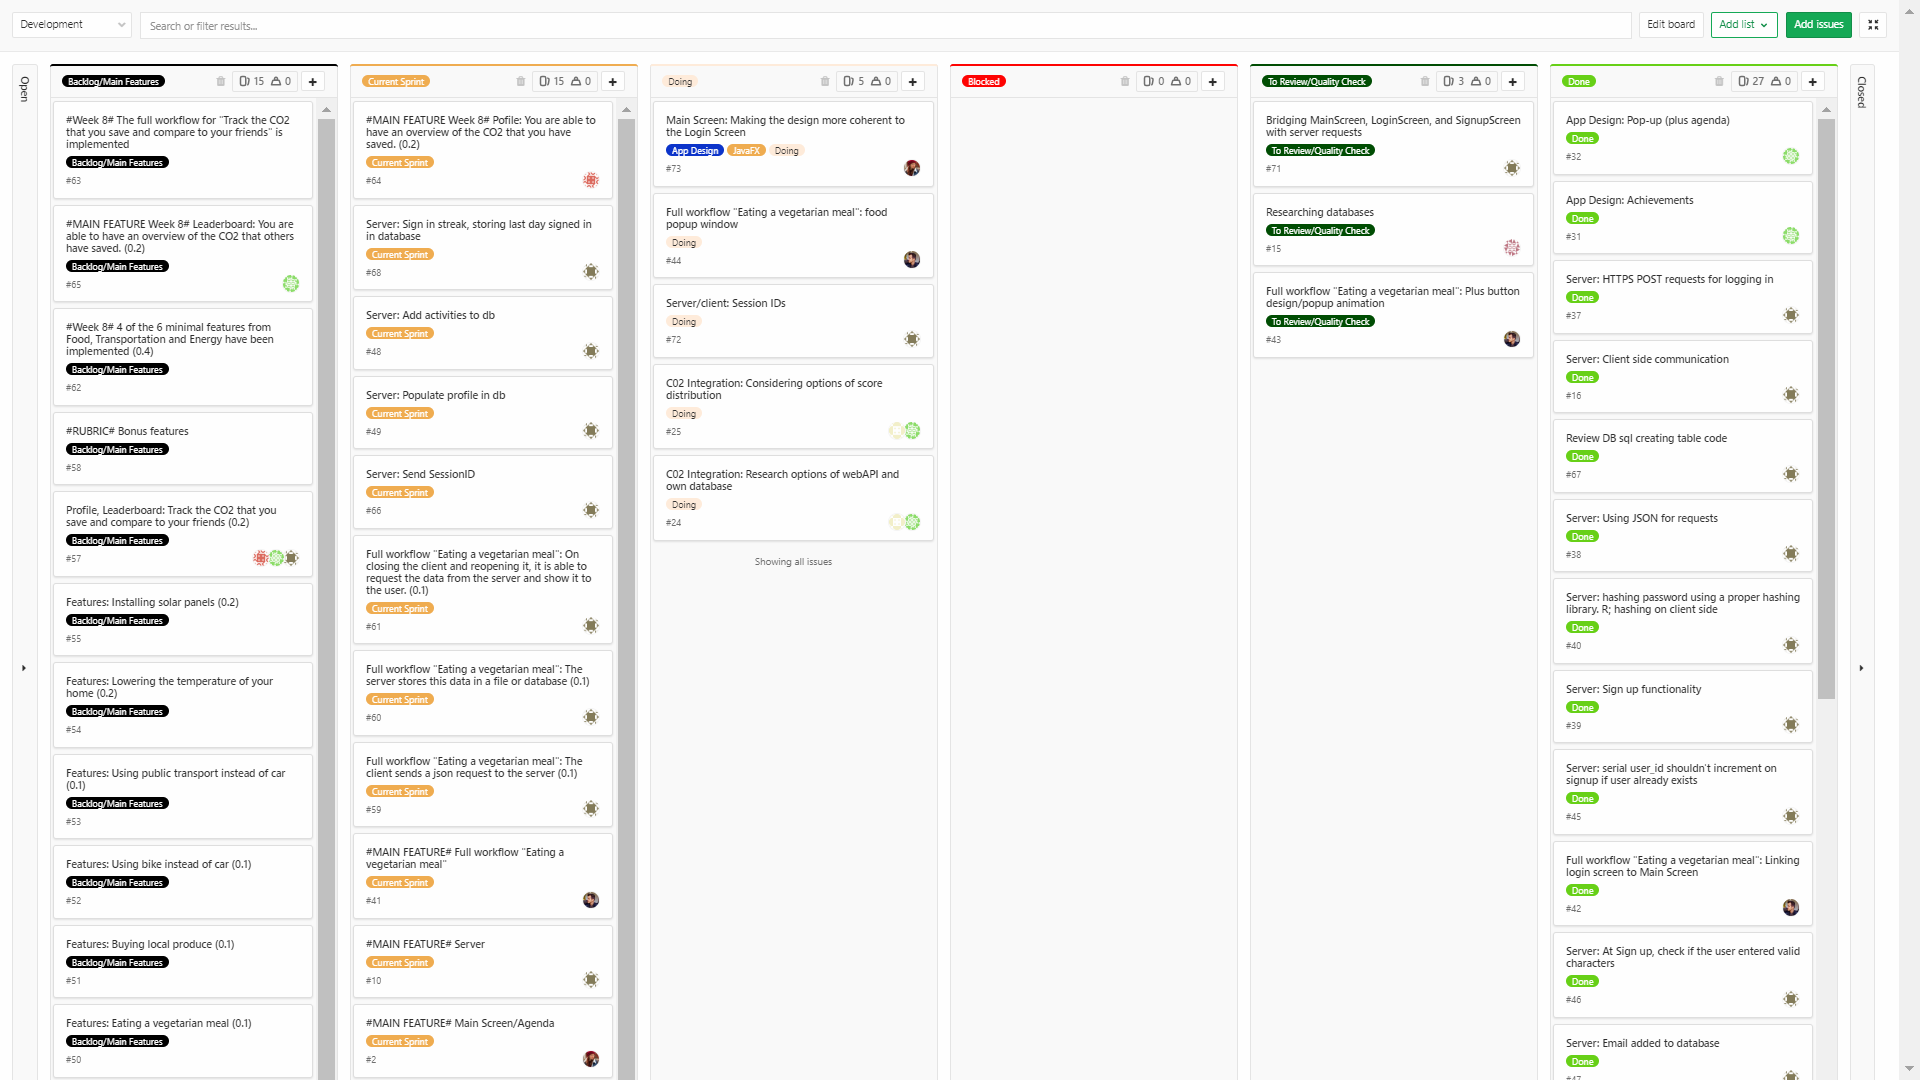 Development
Search or filter results...
Edit board
Add list
Add issues
Open
Backlog/Main Features
15
0
#Week 8# The full workflow for “Track the CO2
that you save and compare to your friends” is
implemented
Backlog/Main Features
#63
#MAIN FEATURE Week 8# Leaderboard: You are
able to have an overview of the CO2 that others
have saved. (0.2)
Backlog/Main Features
#65
#Week 8# 4 of the 6 minimal features from
Food, Transportation and Energy have been
implemented (0.4)
Backlog/Main Features
#62
#RUBRIC# Bonus features
Backlog/Main Features
#58
Profile, Leaderboard: Track the CO2 that you
save and compare to your friends (0.2)
Backlog/Main Features
#57
Features: Installing solar panels (0.2)
Backlog/Main Features
#55
Features: Lowering the temperature of your
home (0.2)
Backlog/Main Features
#54
Features: Using public transport instead of car
(0.1)
Backlog/Main Features
#53
Features: Using bike instead of car (0.1)
Backlog/Main Features
#52
Features: Buying local produce (0.1)
Backlog/Main Features
#51
Features: Eating a vegetarian meal (0.1)
Backlog/Main Features
#50
Current Sprint
15
0
#MAIN FEATURE Week 8# Pofile: You are able to
have an overview of the CO2 that you have
saved. (0.2)
Current Sprint
#64
Server: Sign in streak, storing last day signed in
in database
Current Sprint
#68
Server: Add activities to db
Current Sprint
#48
Server: Populate profile in db
Current Sprint
#49
Server: Send SessionID
Current Sprint
#66
Full workflow “Eating a vegetarian meal”: On
closing the client and reopening it, it is able to
request the data from the server and show it to
the user. (0.1)
Current Sprint
#61
Full workflow “Eating a vegetarian meal”: The
server stores this data in a file or database (0.1)
Current Sprint
#60
Full workflow “Eating a vegetarian meal”: The
client sends a json request to the server (0.1)
Current Sprint
#59
#MAIN FEATURE# Full workflow “Eating a
vegetarian meal”
Current Sprint
#41
#MAIN FEATURE# Server
Current Sprint
#10
#MAIN FEATURE# Main Screen/Agenda
Current Sprint
#2
Doing
5
0
Main Screen: Making the design more coherent to
the Login Screen
App Design JavaFX Doing
#73
Full workflow “Eating a vegetarian meal”: food
popup window
Doing
#44
Server/client: Session IDs
Doing
#72
C02 Integration: Considering options of score
distribution
Doing
#25
C02 Integration: Research options of webAPI and
own database
Doing
#24
Showing all issues
Blocked
0
0
To Review/Quality Check
3
0
Bridging MainScreen, LoginScreen, and SignupScreen
with server requests
To Review/Quality Check
#71
Researching databases
To Review/Quality Check
#15
Full workflow “Eating a vegetarian meal”: Plus button
design/popup animation
To Review/Quality Check
#43
Done
27
0
App Design: Pop-up (plus agenda)
Done
#32
App Design: Achievements
Done
#31
Server: HTTPS POST requests for logging in
Done
#37
Server: Client side communication
Done
#16
Review DB sql creating table code
Done
#67
Server: Using JSON for requests
Done
#38
Server: hashing password using a proper hashing
library. R; hashing on client side
Done
#40
Server: Sign up functionality
Done
#39
Server: serial user_id shouldn't increment on
signup if user already exists
Done
#45
Full workflow “Eating a vegetarian meal”: Linking
login screen to Main Screen
Done
#42
Server: At Sign up, check if the user entered valid
characters
Done
#46
Server: Email added to database
Done
#47
Closed